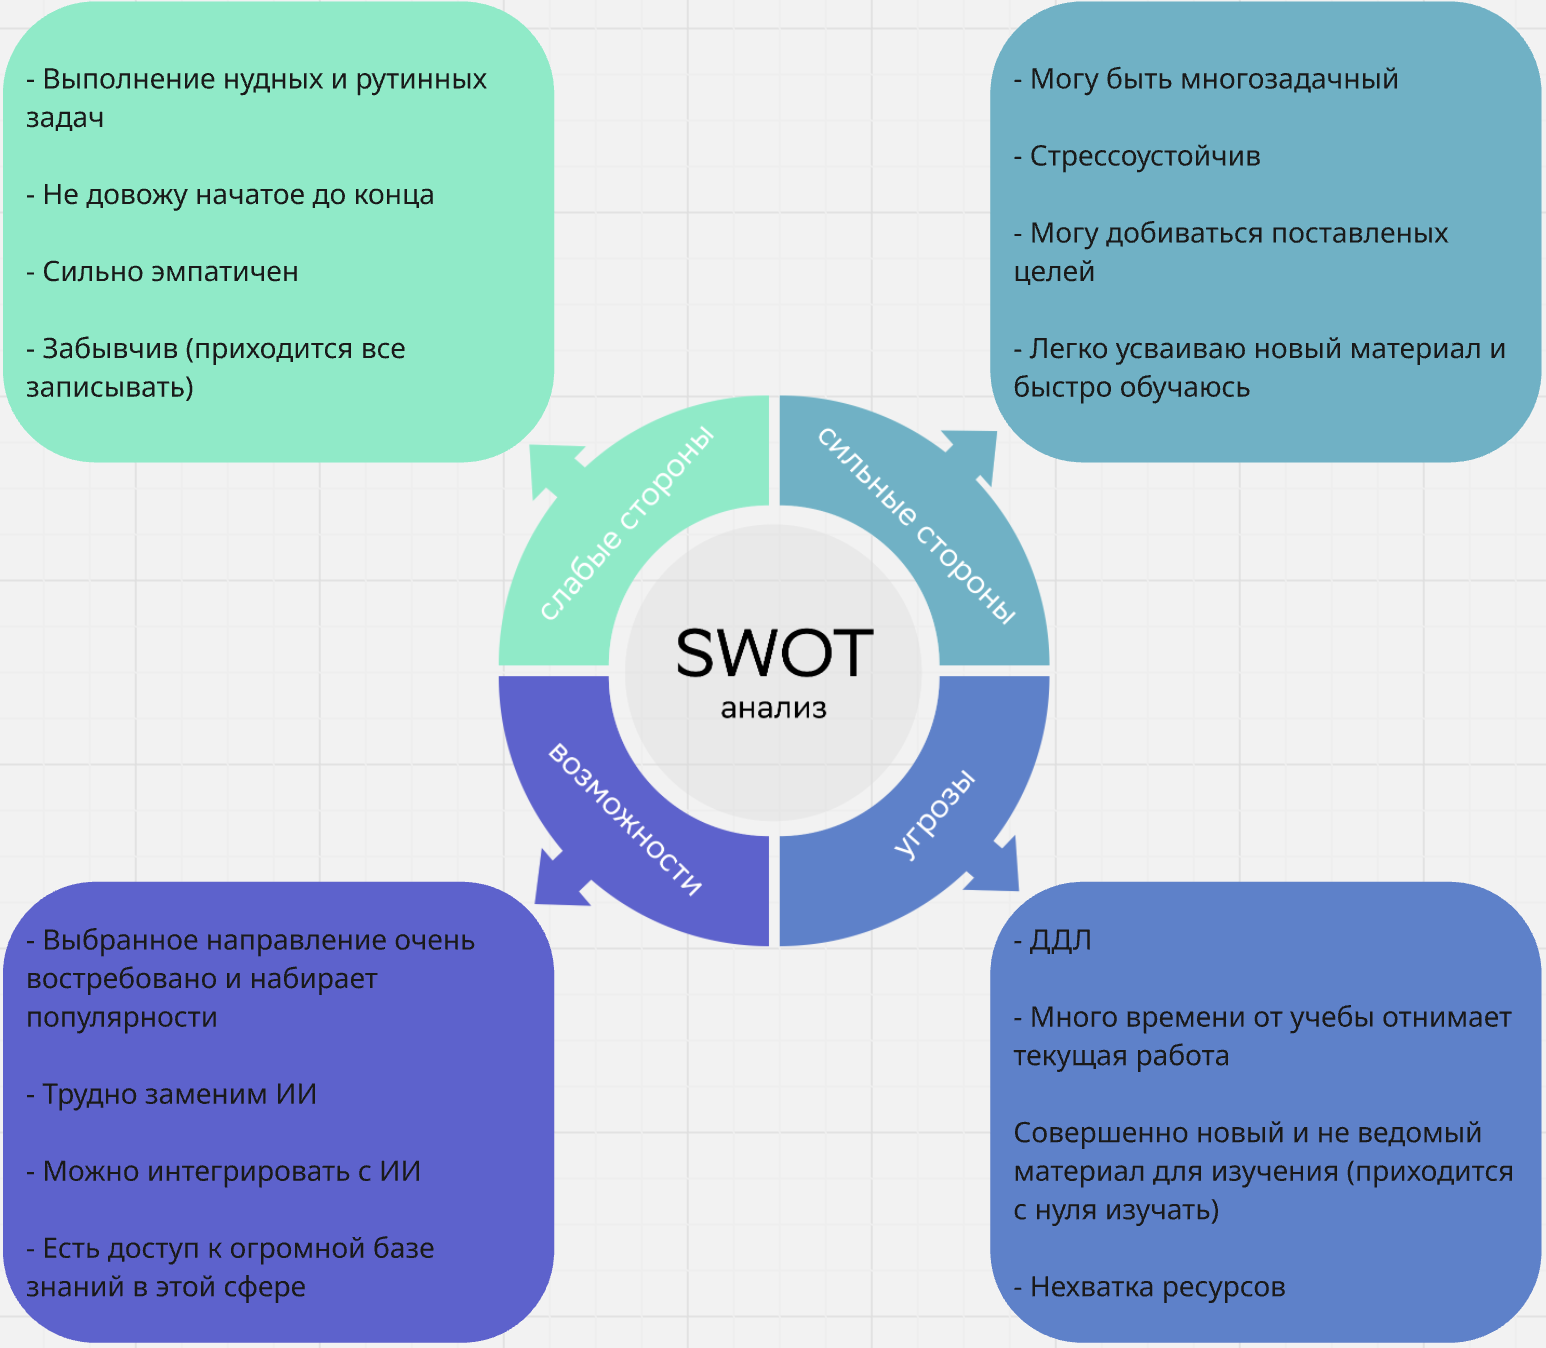 - Выполнение нудных и рутинных
задач
- Не довожу начатое до конца
- Сильно эмпатичен
- Забывчив (приходится все
записывать)
- Могу быть многозадачный
- Стрессоустойчив
- Могу добиваться поставленых
целей
- Легко усваиваю новый материал и
быстро обучаюсь
слабые стороны
сильные стороны
SWOT
анализ
возможности
угрозы
- Выбранное направление очень
востребовано и набирает
популярности
- Трудно заменим ИИ
- Можно интегрировать с ИИ
- Есть доступ к огромной базе
знаний в этой сфере
- ДДЛ
- Много времени от учебы отнимает
текущая работа
Совершенно новый и не ведомый
материал для изучения (приходится
с нуля изучать)
- Нехватка ресурсов